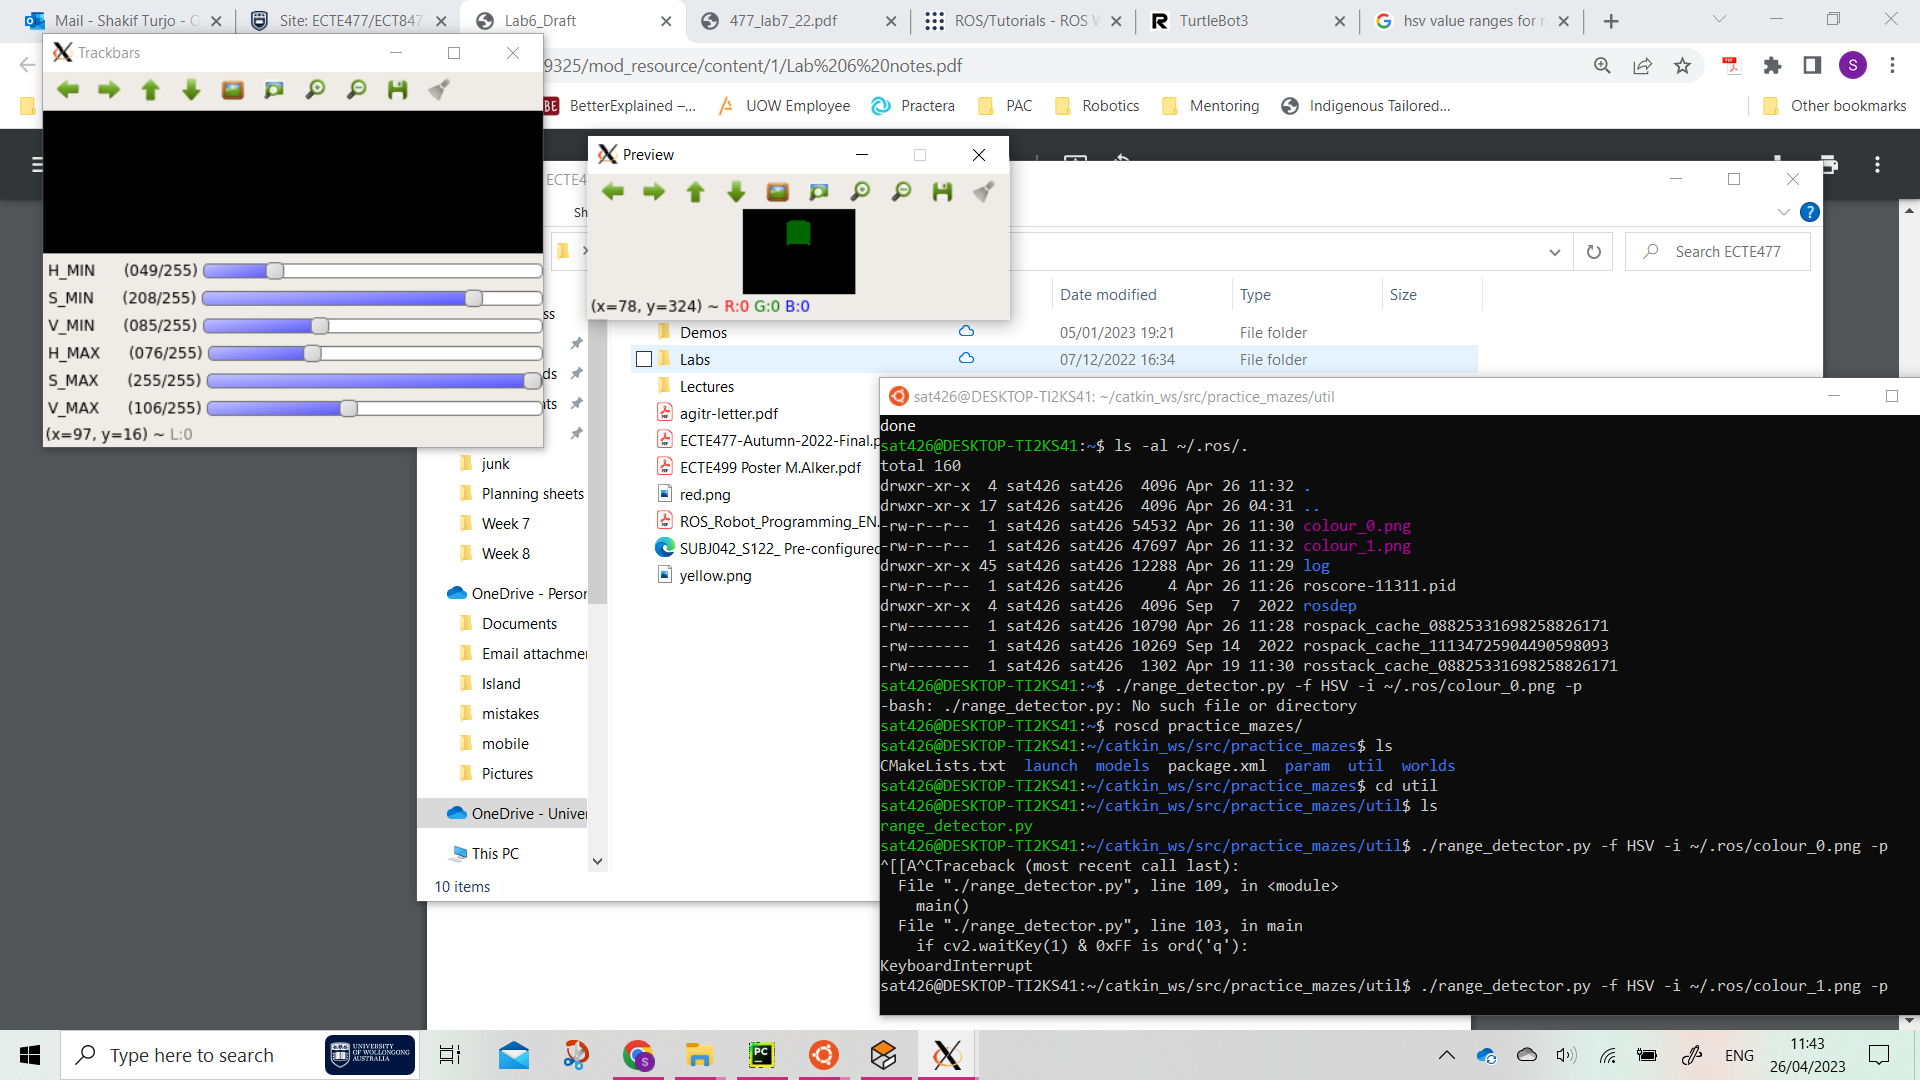 Mail - Shakif Turjo - O
Site: ECTE477/ECT847
Lab6_Draft
477_lab7_22.pdf
ROS/Tutorials - ROS W
TurtleBot3
hsv value ranges for r
9325/mod_resource/content/1/Lab%206%20notes.pdf
S
BE
BetterExplained –...
UOW Employee
Practera
PAC
Robotics
Mentoring
Indigenous Tailored...
Other bookmarks
Trackbars
H_MIN (049/255)
S_MIN (208/255)
V_MIN (085/255)
H_MAX (076/255)
S_MAX (255/255)
V_MAX (106/255)
(x=97, y=16) ~ L:0
Preview
(x=78, y=324) ~ R:0 G:0 B:0
ECTE4
Sh
Search ECTE477
Date modified
Type
Size
Demos
05/01/2023 19:21
File folder
Labs
07/12/2022 16:34
File folder
Lectures
agitr-letter.pdf
ECTE477-Autumn-2022-Final.p
ECTE499 Poster M.Alker.pdf
red.png
ROS_Robot_Programming_EN.
SUBJ042_S122_ Pre-configured
yellow.png
ss
ds
nts
junk
Planning sheets
Week 7
Week 8
OneDrive - Person
Documents
Email attachmen
Island
mistakes
mobile
Pictures
OneDrive - Univer
This PC
10 items
sat426@DESKTOP-TI2KS41: ~/catkin_ws/src/practice_mazes/util
done
sat426@DESKTOP-TI2KS41:~$ ls -al ~/.ros/.
total 160
drwxr-xr-x 4 sat426 sat426 4096 Apr 26 11:32 .
drwxr-xr-x 17 sat426 sat426 4096 Apr 26 04:31 ..
-rw-r--r-- 1 sat426 sat426 54532 Apr 26 11:30 colour_0.png
-rw-r--r-- 1 sat426 sat426 47697 Apr 26 11:32 colour_1.png
drwxr-xr-x 45 sat426 sat426 12288 Apr 26 11:29 log
-rw-r--r-- 1 sat426 sat426 4 Apr 26 11:26 roscore-11311.pid
drwxr-xr-x 4 sat426 sat426 4096 Sep 7 2022 rosdep
-rw------- 1 sat426 sat426 10790 Apr 26 11:28 rospack_cache_08825331698258826171
-rw------- 1 sat426 sat426 10269 Sep 14 2022 rospack_cache_11134725904490598093
-rw------- 1 sat426 sat426 1302 Apr 19 11:30 rosstack_cache_08825331698258826171
sat426@DESKTOP-TI2KS41:~$ ./range_detector.py -f HSV -i ~/.ros/colour_0.png -p
-bash: ./range_detector.py: No such file or directory
sat426@DESKTOP-TI2KS41:~$ roscd practice_mazes/
sat426@DESKTOP-TI2KS41:~/catkin_ws/src/practice_mazes$ ls
CMakeLists.txt launch models package.xml param util worlds
sat426@DESKTOP-TI2KS41:~/catkin_ws/src/practice_mazes$ cd util
sat426@DESKTOP-TI2KS41:~/catkin_ws/src/practice_mazes/util$ ls
range_detector.py
sat426@DESKTOP-TI2KS41:~/catkin_ws/src/practice_mazes/util$ ./range_detector.py -f HSV -i ~/.ros/colour_0.png -p
^[[A^CTraceback (most recent call last):
File "./range_detector.py", line 109, in <module>
main()
File "./range_detector.py", line 103, in main
if cv2.waitKey(1) & 0xFF is ord('q'):
KeyboardInterrupt
sat426@DESKTOP-TI2KS41:~/catkin_ws/src/practice_mazes/util$ ./range_detector.py -f HSV -i ~/.ros/colour_1.png -p
Type here to search
UNIVERSITY OF WOLLONGONG AUSTRALIA
ENG
11:43
26/04/2023